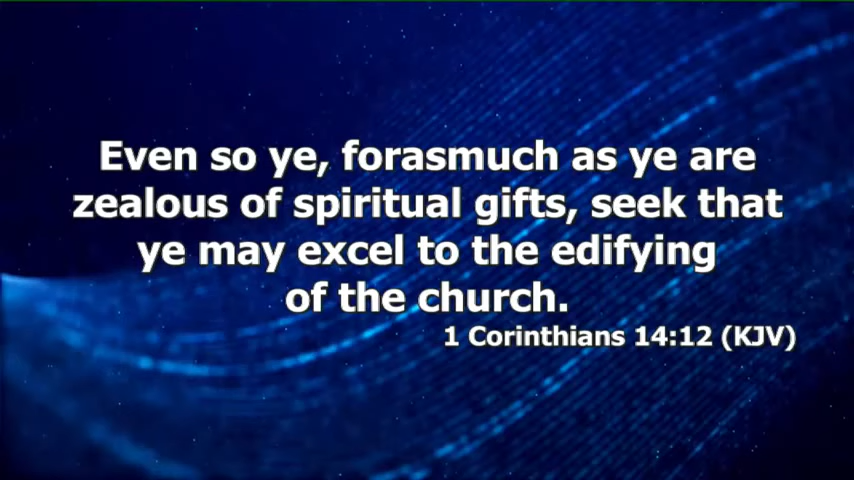 Even so ye, forasmuch as ye are
zealous of spiritual gifts, seek that
ye may excel to the edifying
of the church.
1 Corinthians 14:12 (KJV)